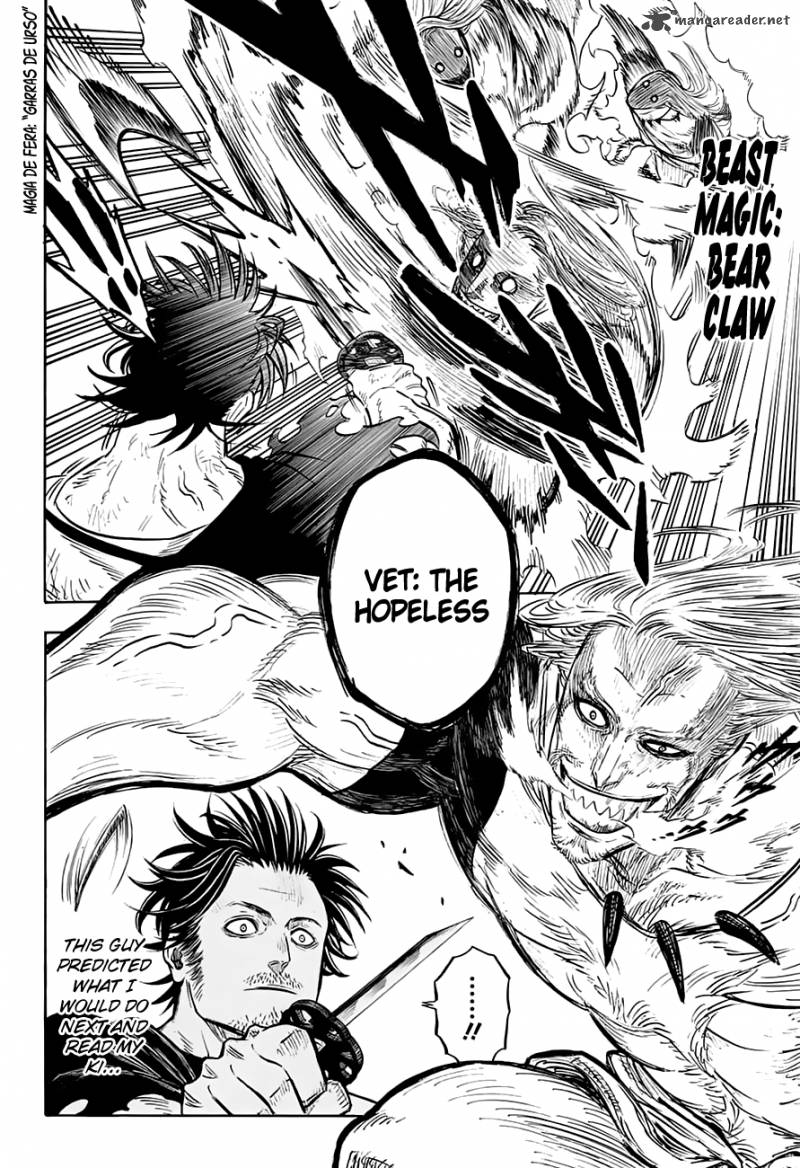 mangareader.net
MAGIA DE FERA: "GARRAS DE URSO"
BEAST
MAGIC:
BEAR
CLAW
VET: THE
HOPELESS
THIS GUY
PREDICTED
WHAT I
WOULD DO
NEXT AND
READ MY
KI...
......!!